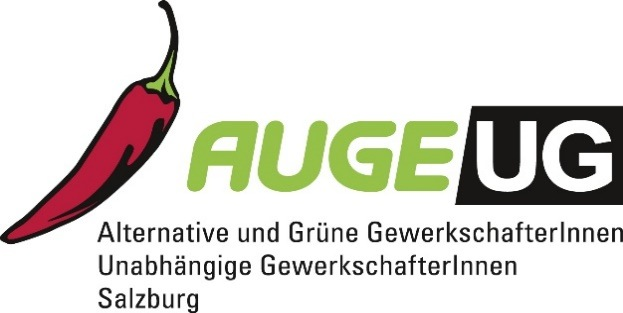 AUGE UG
Alternative und Grüne GewerkschafterInnen
Unabhängige GewerkschafterInnen
Salzburg